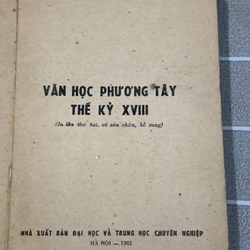 VĂN HỌC PHƯƠNG TÂY
THẾ KỶ XVIII
(In lần thứ hai, có sửa chữa, bổ sung)
NHÀ XUẤT BẢN ĐẠI HỌC VÀ TRUNG HỌC CHUYÊN NGHIỆP
HÀ NỘI — 1985